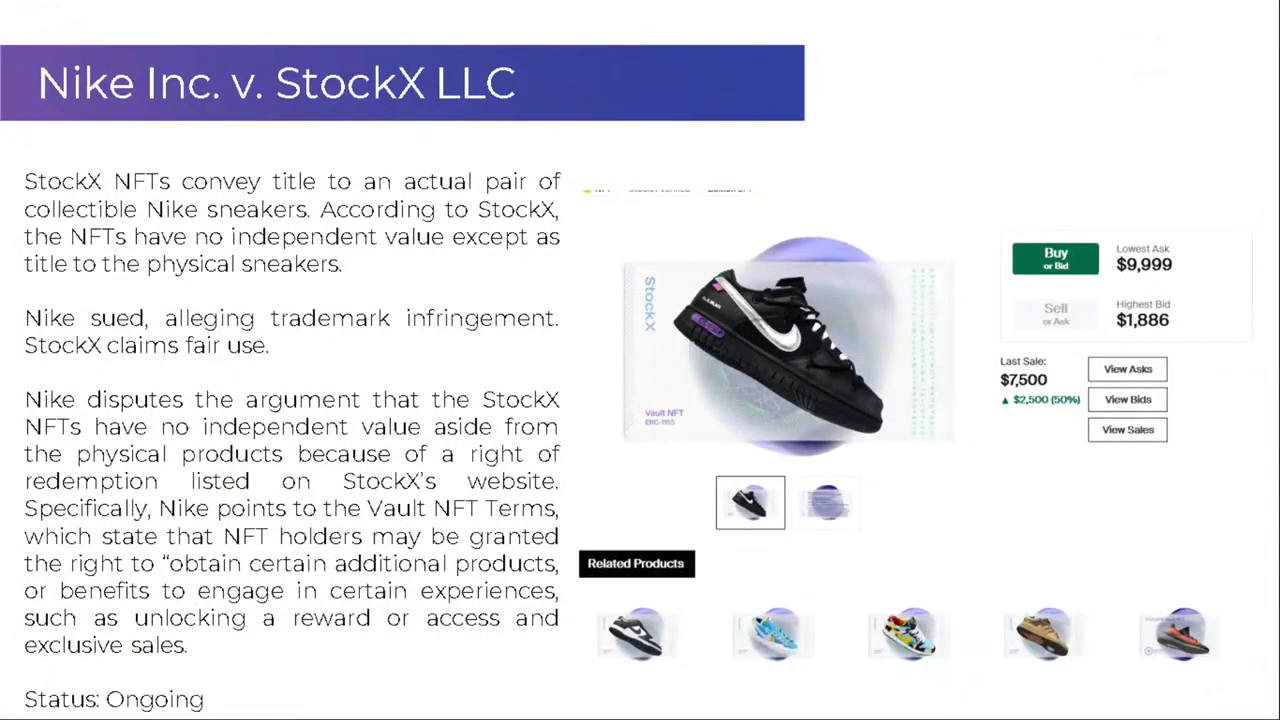 Nike Inc. v. StockX LLC
StockX NFTs convey title to an actual pair of
collectible Nike sneakers. According to StockX,
the NFTs have no independent value except as
title to the physical sneakers.
Nike sued, alleging trademark infringement.
StockX claims fair use.
Nike disputes the argument that the StockX
NFTs have no independent value aside from
the physical products because of a right of
redemption listed on StockX's website.
Specifically, Nike points to the Vault NFT Terms,
which state that NFT holders may be granted
the right to “obtain certain additional products,
or benefits to engage in certain experiences,
such as unlocking a reward or access and
exclusive sales.
Status: Ongoing
StockX
Vault NFT
ERC-1155
Buy
or Bid
Lowest Ask
$9,999
Sell
or Ask
Highest Bid
$1,886
Last Sale:
$7,500
▲ $2,500 (50%)
View Asks
View Bids
View Sales
Related Products